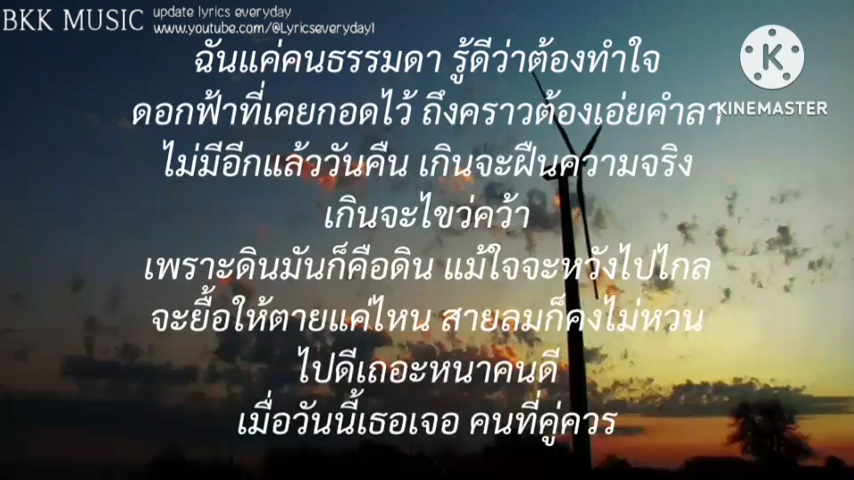 BKK MUSIC
update lyrics everyday
www.youtube.com/@Lyricseveryday1
KINEMASTER
ฉันแค่คนธรรมดา รู้ดีว่าต้องทำใจ
ดอกฟ้าที่เคยกอดไว้ ถึงคราวต้องเอ่ยคำลา
ไม่มีอีกแล้ววันคืน เกินจะฝืนความจริง
เกินจะไขว่คว้า
เพราะดินมันก็คือดิน แม้ใจจะหวังไปไกล
จะยื้อให้ตายแค่ไหน สายลมก็คงไม่หวน
ไปดีเถอะหนาคนดี
เมื่อวันนี้เธอเจอ คนที่คู่ควร